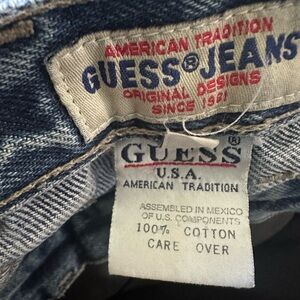 AMERICAN TRADITION
GUESS® JEANS
ORIGINAL DESIGNS
SINCE 1981
GUESS®
U.S.A.
AMERICAN TRADITION
ASSEMBLED IN MEXICO
OF U.S. COMPONENTS
100% COTTON
CARE OVER